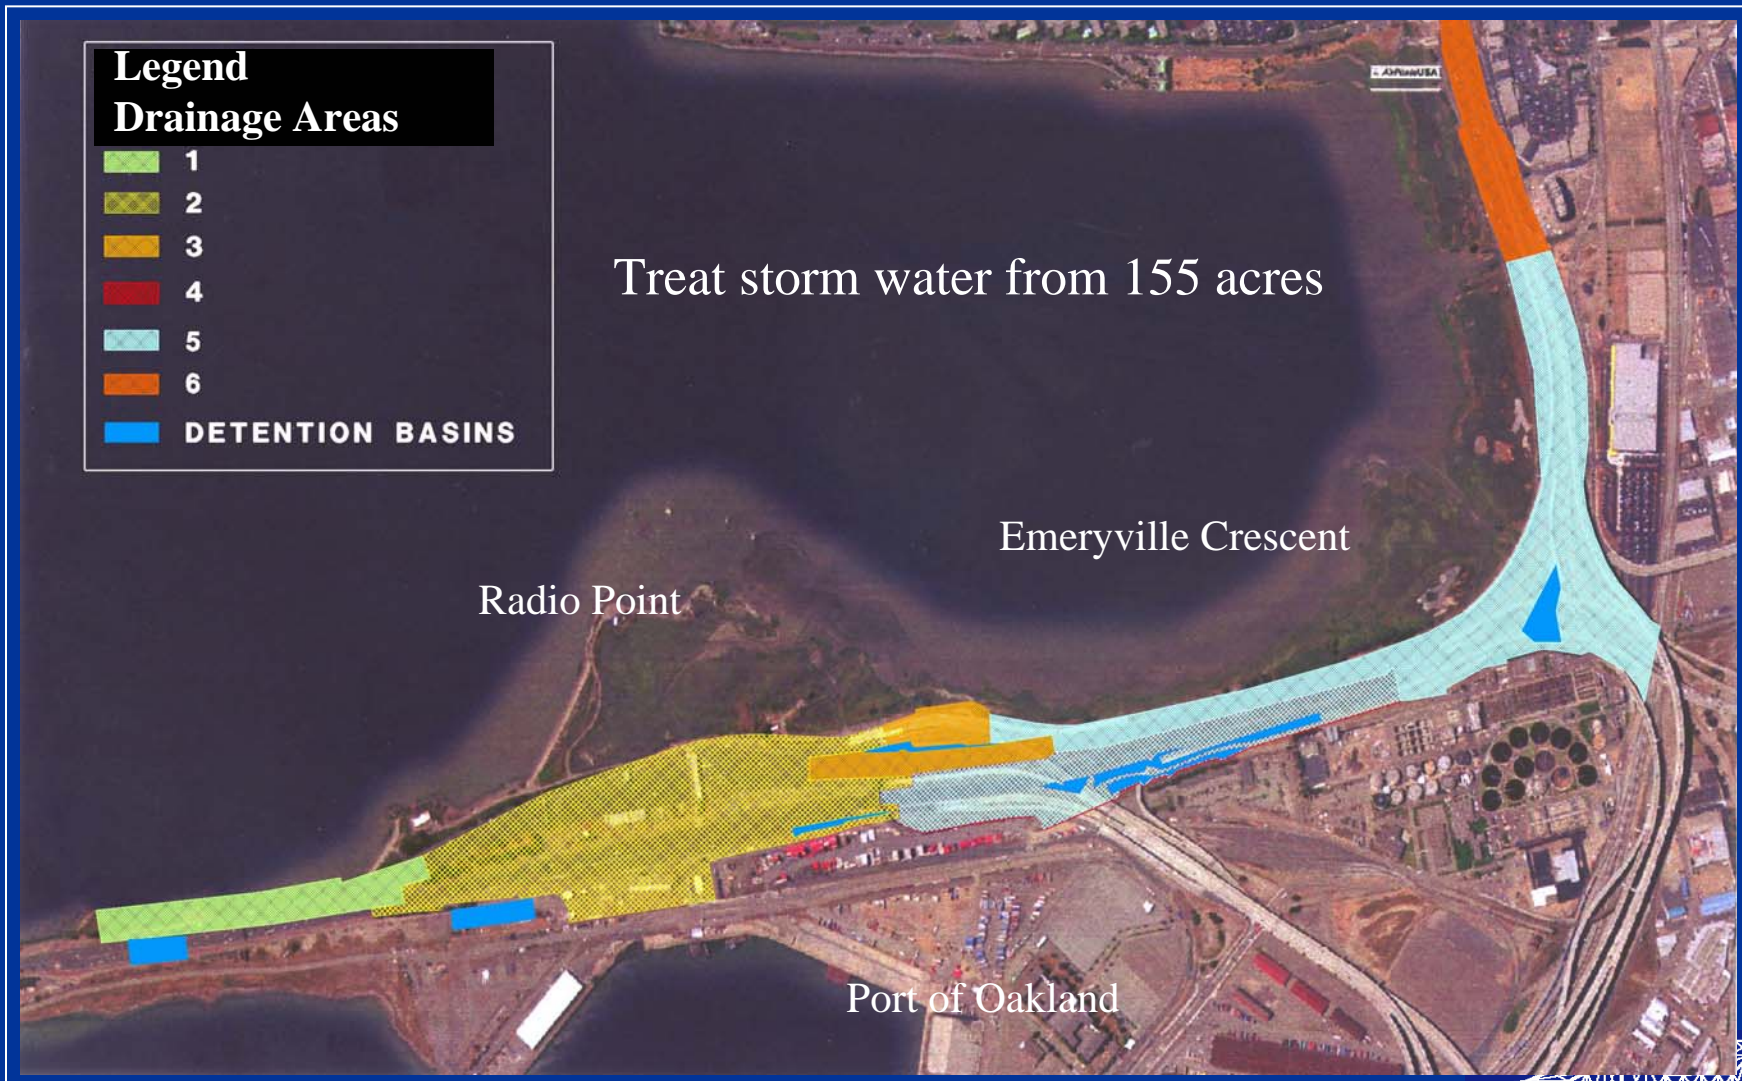 Legend
Drainage Areas
1
2
3
4
5
6
DETENTION BASINS
AirPhotoUSA
Treat storm water from 155 acres
Emeryville Crescent
Radio Point
Port of Oakland